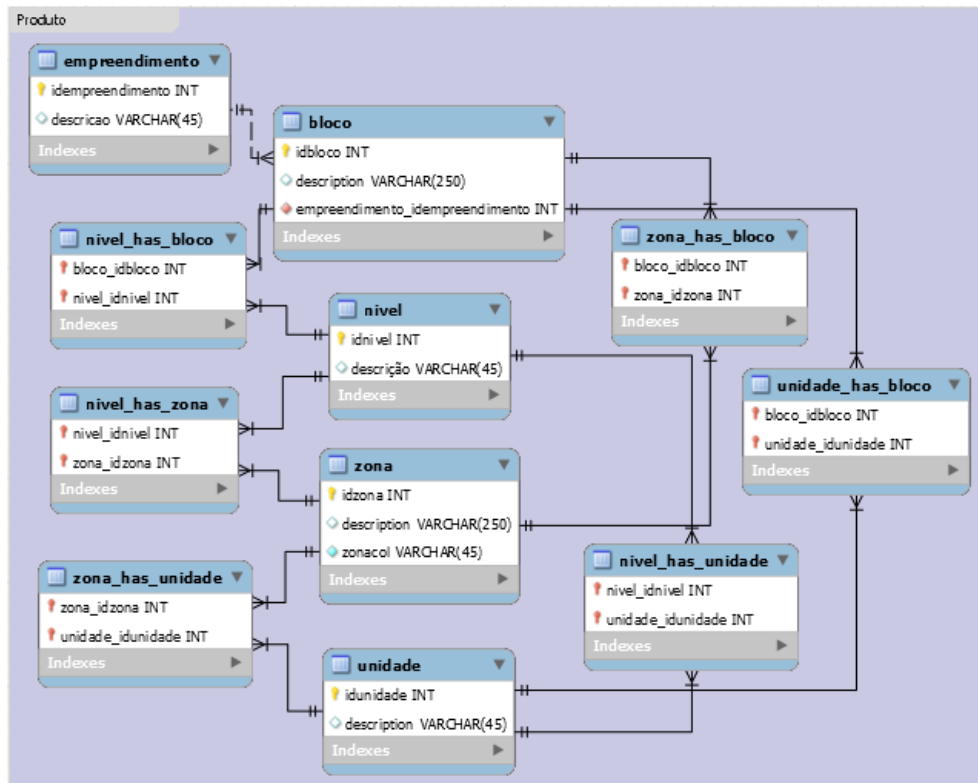 Produto
empreendimento
idempreendimento INT
descricao VARCHAR(45)
Indexes
bloco
idbloco INT
description VARCHAR(250)
empreendimento_idempreendimento INT
Indexes
nivel_has_bloco
bloco_idbloco INT
nivel_idnivel INT
Indexes
zona_has_bloco
bloco_idbloco INT
zona_idzona INT
Indexes
nivel
idnivel INT
descrição VARCHAR(45)
Indexes
unidade_has_bloco
bloco_idbloco INT
unidade_idunidade INT
Indexes
nivel_has_zona
nivel_idnivel INT
zona_idzona INT
Indexes
zona
idzona INT
description VARCHAR(250)
zonacol VARCHAR(45)
Indexes
nivel_has_unidade
nivel_idnivel INT
unidade_idunidade INT
Indexes
zona_has_unidade
zona_idzona INT
unidade_idunidade INT
Indexes
unidade
idunidade INT
description VARCHAR(45)
Indexes